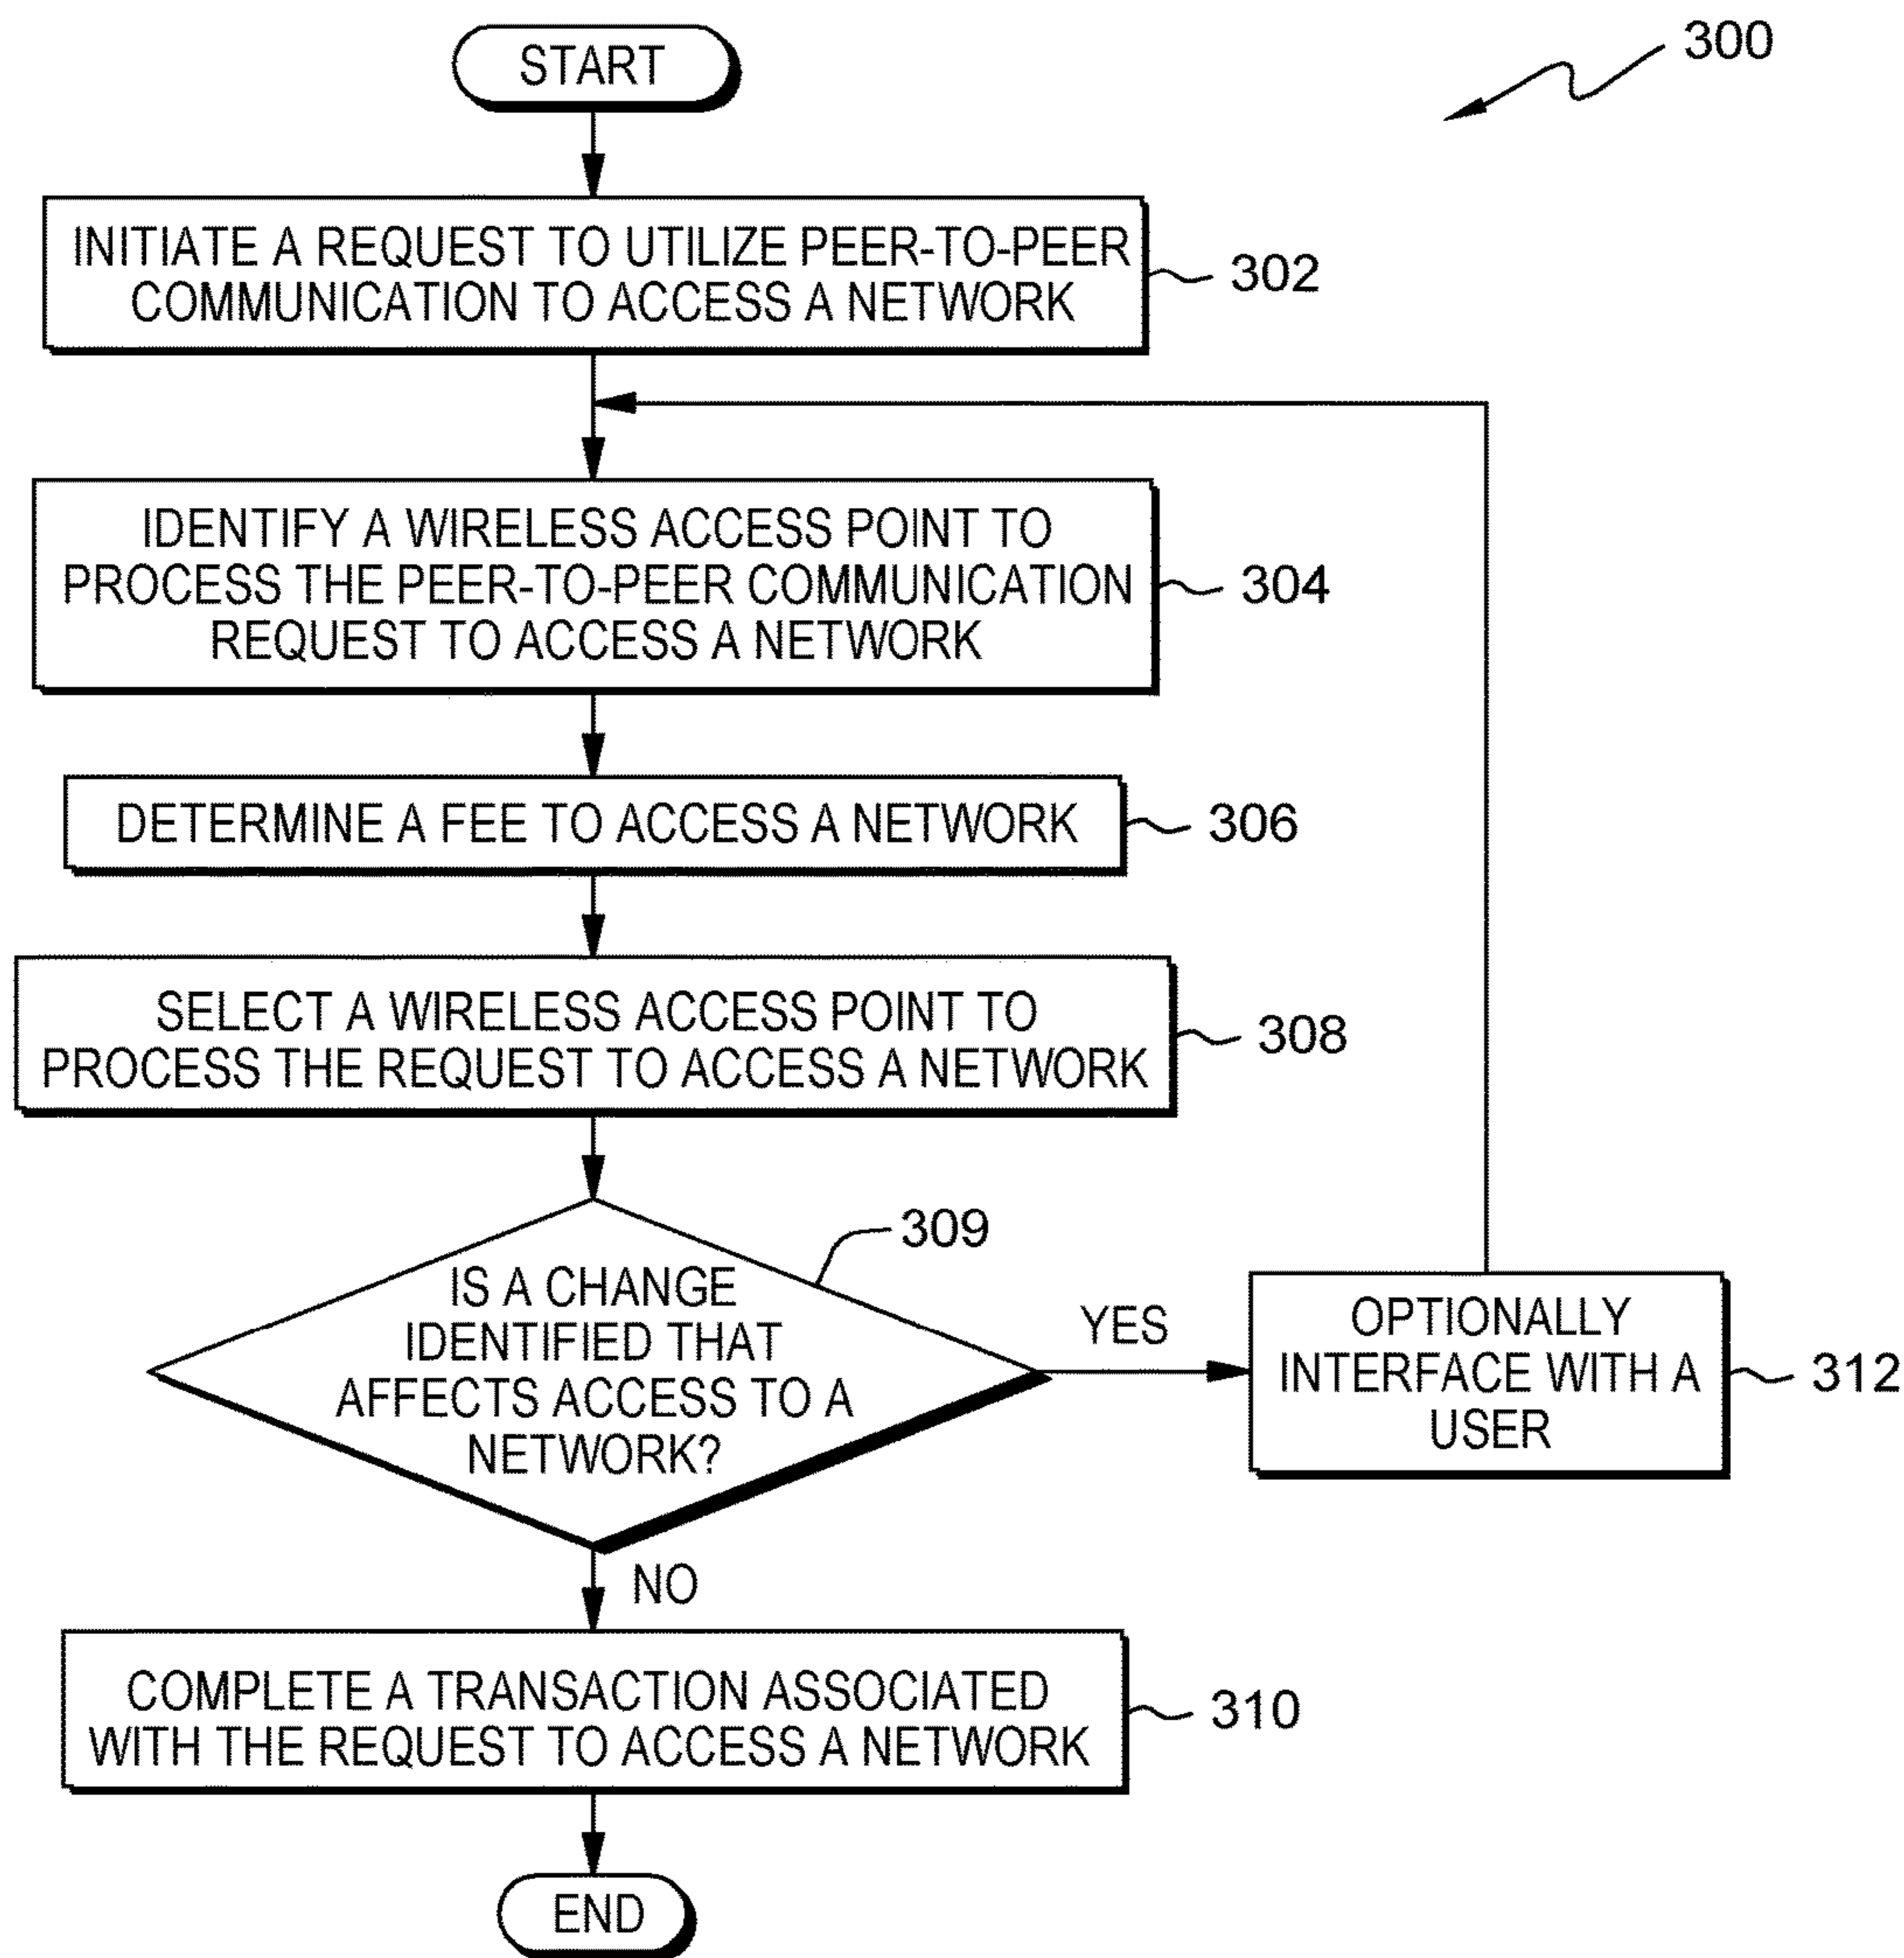 START
300
INITIATE A REQUEST TO UTILIZE PEER-TO-PEER
COMMUNICATION TO ACCESS A NETWORK
302
IDENTIFY A WIRELESS ACCESS POINT TO
PROCESS THE PEER-TO-PEER COMMUNICATION
REQUEST TO ACCESS A NETWORK
304
DETERMINE A FEE TO ACCESS A NETWORK
306
SELECT A WIRELESS ACCESS POINT TO
PROCESS THE REQUEST TO ACCESS A NETWORK
308
309
IS A CHANGE
IDENTIFIED THAT
AFFECTS ACCESS TO A
NETWORK?
YES
OPTIONALLY
INTERFACE WITH A
USER
312
NO
COMPLETE A TRANSACTION ASSOCIATED
WITH THE REQUEST TO ACCESS A NETWORK
310
END